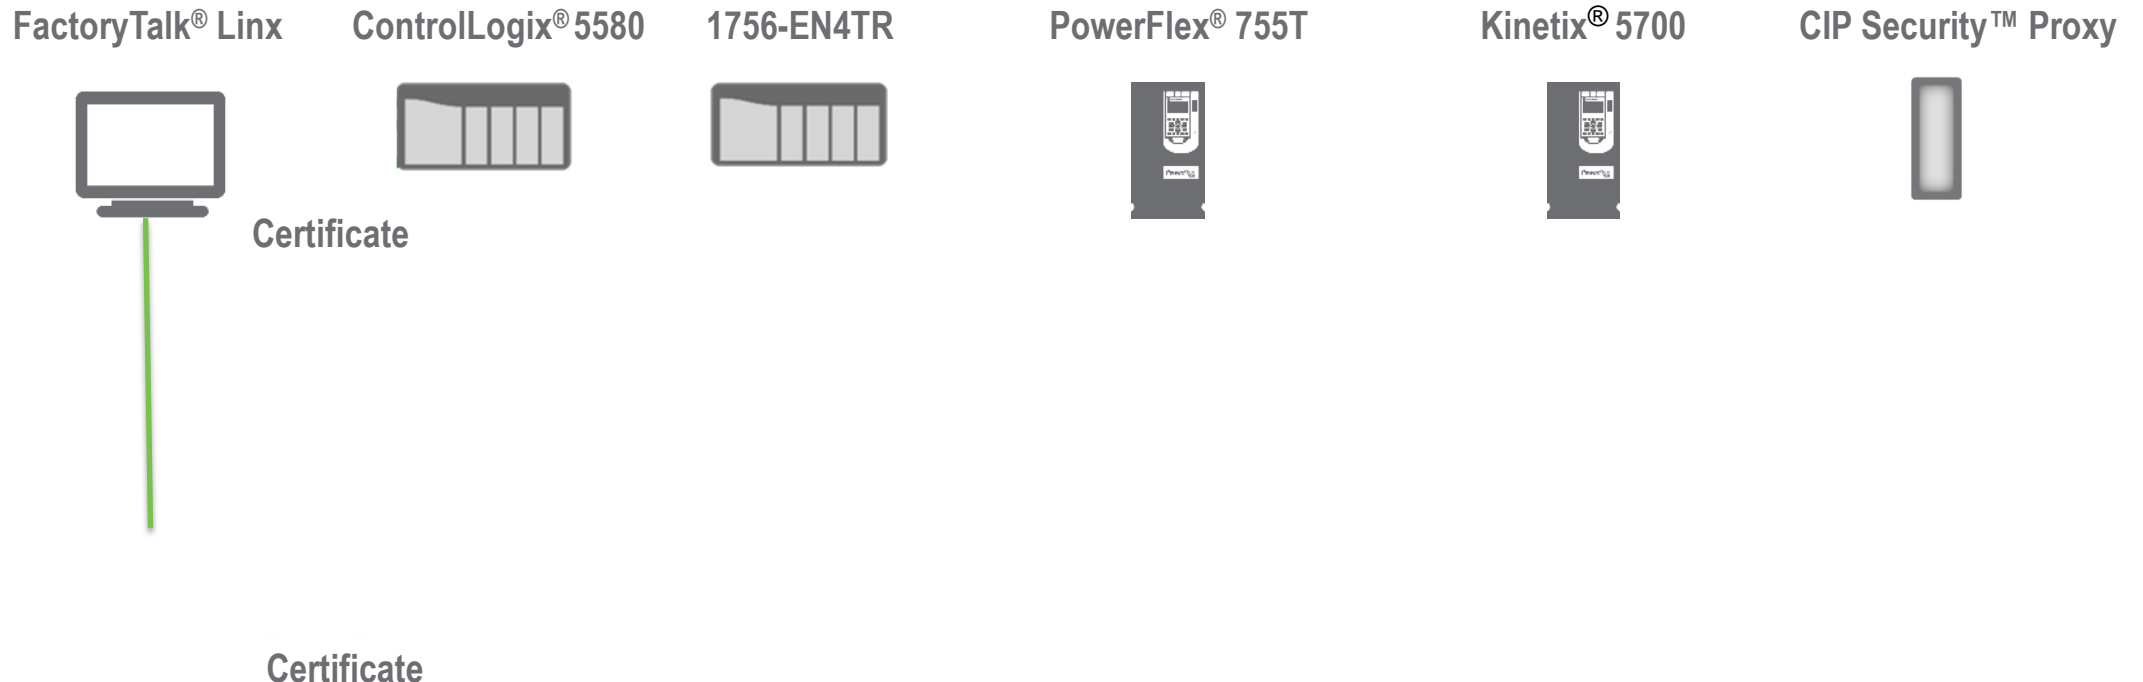 FactoryTalk® Linx ControlLogix® 5580 1756-EN4TR PowerFlex® 755T Kinetix® 5700 CIP Security™ Proxy
Certificate
Certificate